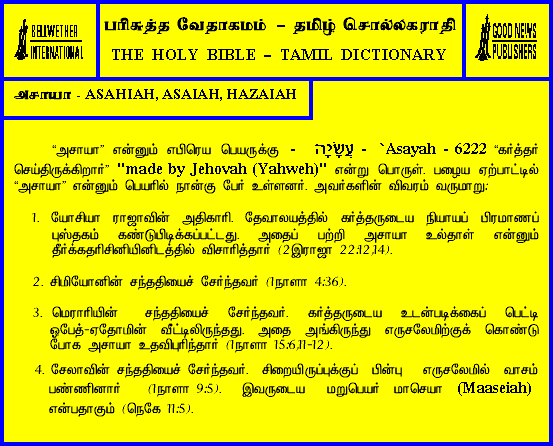 BELLWETHER
INTERNATIONAL
பரிசுத்த வேதாகமம் – தமிழ் சொல்லகராதி
THE HOLY BIBLE – TAMIL DICTIONARY
GOOD NEWS
PUBLISHERS
அசாயா - ASAHIAH, ASAIAH, HAZAIAH
“அசாயா” என்னும் எபிரெய பெயருக்கு - עֲשָׂיָה - `Asayah - 6222 “கர்த்தர்
செய்திருக்கிறார்” "made by Jehovah (Yahweh)" என்று பொருள். பழைய ஏற்பாட்டில்
“அசாயா” என்னும் பெயரில் நான்கு பேர் உள்ளனர். அவர்களின் விவரம் வருமாறு:
1. யோசியா ராஜாவின் அதிகாரி. தேவாலயத்தில் கர்த்தருடைய நியாயப் பிரமாணப்
புஸ்தகம் கண்டுபிடிக்கப்பட்டது. அதைப் பற்றி அசாயா உல்தாள் என்னும்
தீர்க்கதரிசினியினிடத்தில் விசாரித்தார் (2இராஜா 22:12,14).
2. சிமியோனின் சந்ததியைச் சேர்ந்தவர் (1நாளா 4:36).
3. மெராரியின் சந்ததியைச் சேர்ந்தவர். கர்த்தருடைய உடன்படிக்கைப் பெட்டி
ஓபேத்-ஏதோமின் வீட்டிலிருந்தது. அதை அங்கிருந்து எருசலேமிற்குக் கொண்டு
போக அசாயா உதவிபுரிந்தார் (1நாளா 15:6,11-12).
4. சேலாவின் சந்ததியைச் சேர்ந்தவர். சிறையிருப்புக்குப் பின்பு எருசலேமில் வாசம்
பண்ணினார் (1நாளா 9:5). இவருடைய மறுபெயர் மாசெயா (Maaseiah)
என்பதாகும் (நெகே 11:5).